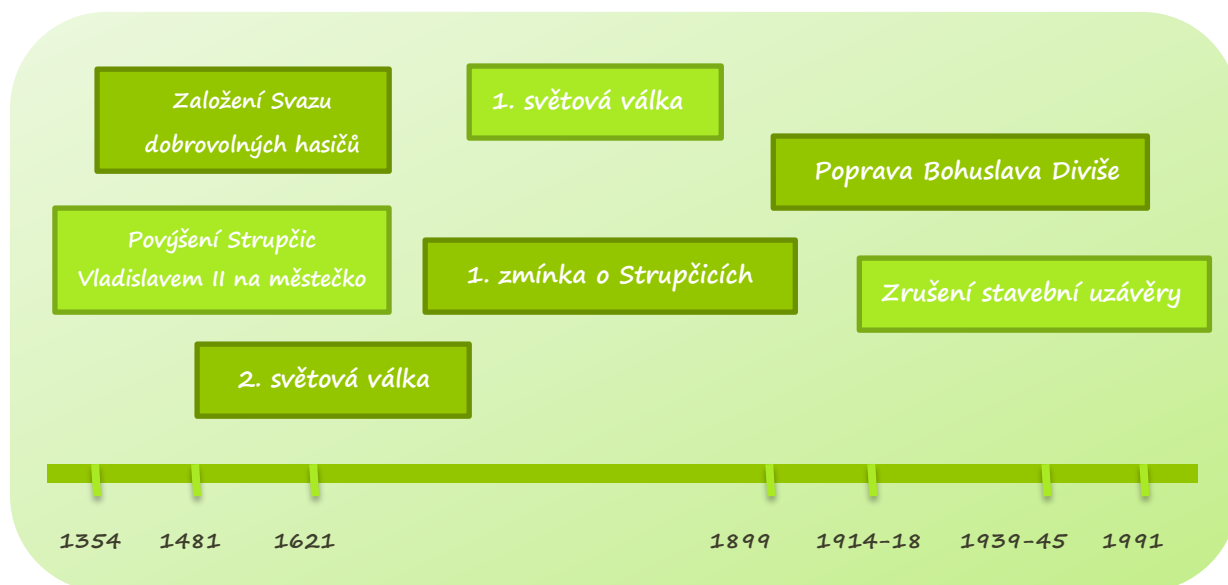 Založení Svazu
dobrovolných hasičů
1. světová válka
Poprava Bohuslava Diviše
Povýšení Strupčic
Vladislavem II na městečko
1. zmínka o Strupčicích
Zrušení stavební uzávěry
2. světová válka
1354 1481 1621 1899 1914-18 1939-45 1991